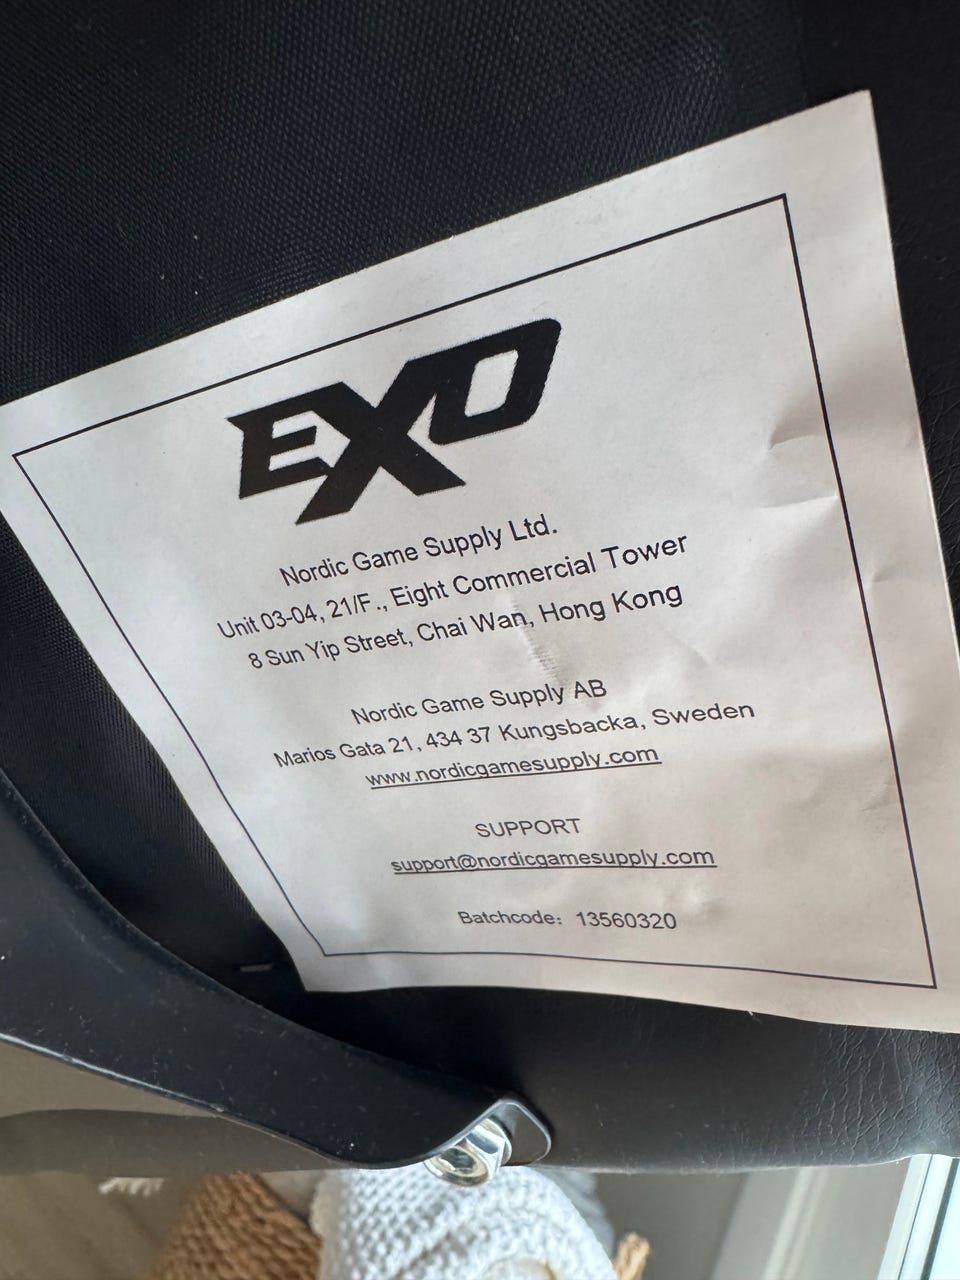 EXO
Nordic Game Supply Ltd.
Unit 03-04, 21/F., Eight Commercial Tower
8 Sun Yip Street, Chai Wan, Hong Kong
Nordic Game Supply AB
Marios Gata 21, 434 37 Kungsbacka, Sweden
www.nordicgamesupply.com
SUPPORT
support@nordicgamesupply.com
Batchcode: 13560320